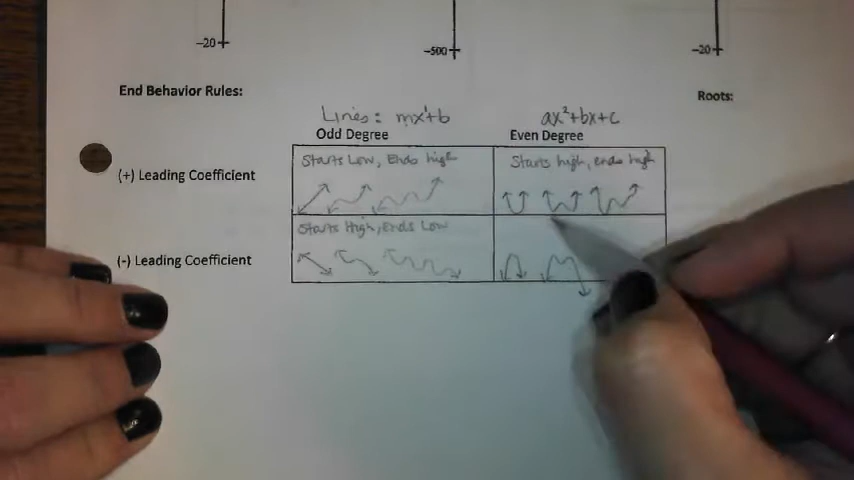 -20
-500
-20
End Behavior Rules:
Roots:
Lines: mx¹+b
ax²+bx+c
Odd Degree
Even Degree
(+) Leading Coefficient
Starts Low, Ends high
Starts high, ends high
(-) Leading Coefficient
Starts High, Ends Low